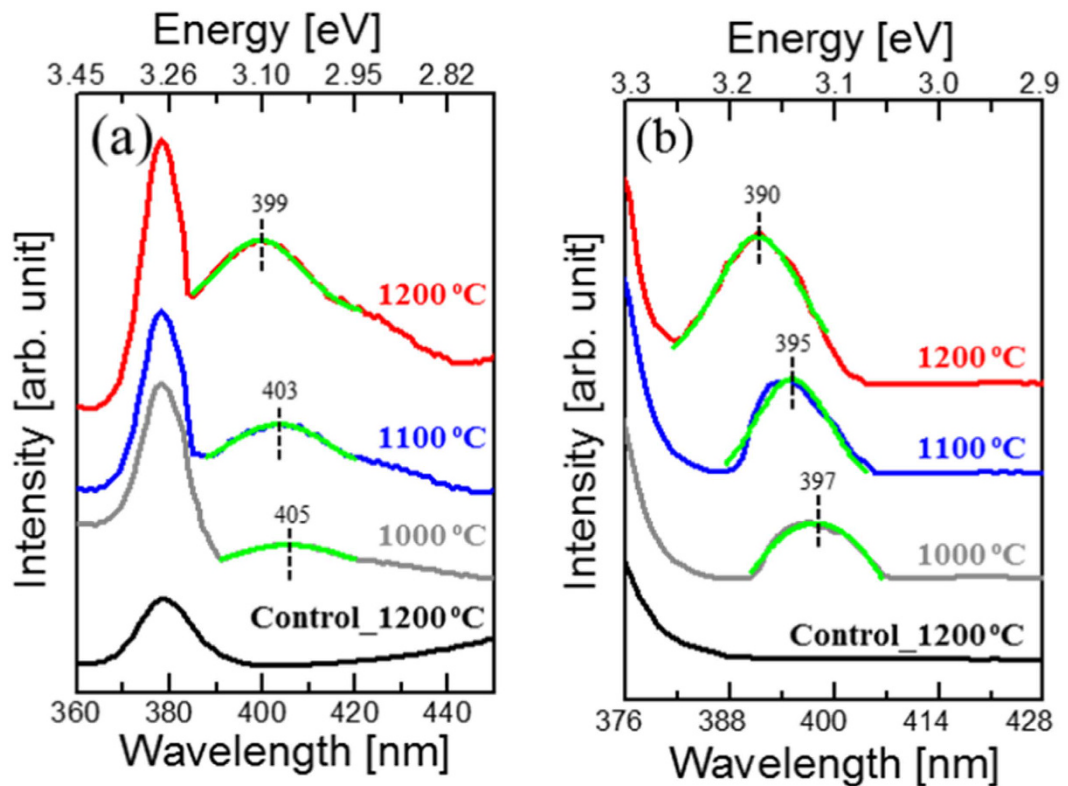 Energy [eV]
3.45 3.26 3.10 2.95 2.82
(a)
399
1200 ºC
403
1100 ºC
405
1000 ºC
Control_1200 ºC
Intensity [arb. unit]
360 380 400 420 440
Wavelength [nm]
Energy [eV]
3.3 3.2 3.1 3.0 2.9
(b)
390
1200 ºC
395
1100 ºC
397
1000 ºC
Control_1200 ºC
Intensity [arb. unit]
376 388 400 414 428
Wavelength [nm]